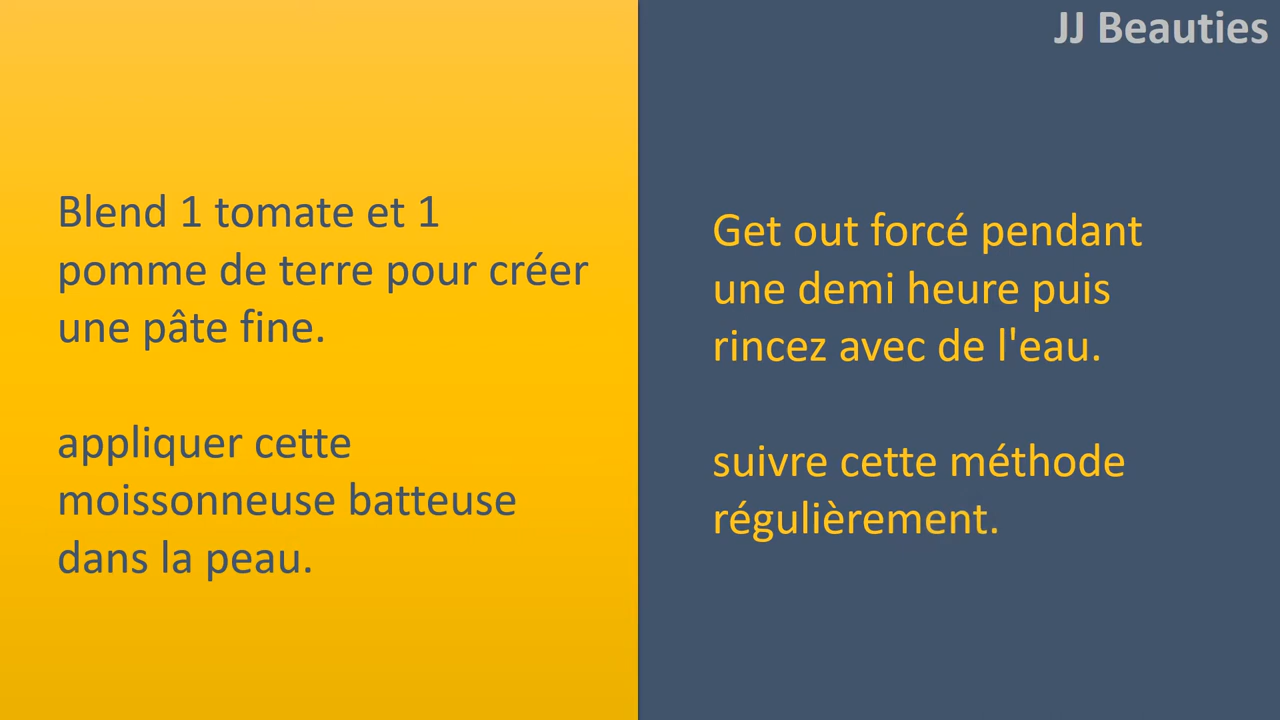 JJ Beauties
Blend 1 tomate et 1
pomme de terre pour créer
une pâte fine.
appliquer cette
moissonneuse batteuse
dans la peau.
Get out forcé pendant
une demi heure puis
rincez avec de l'eau.
suivre cette méthode
régulièrement.